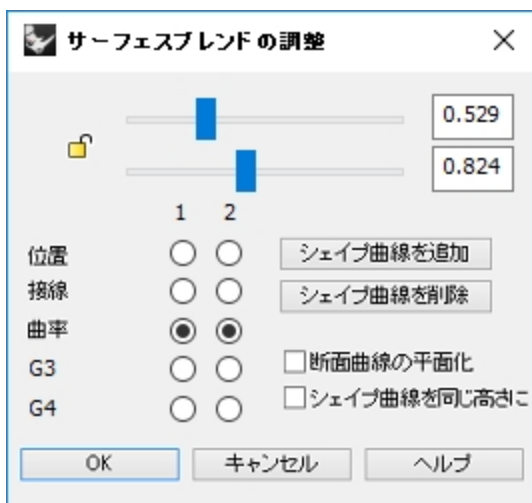 サーフェスブレンドの調整
0.529
0.824
1 2
位置
シェイプ曲線を追加
接線
シェイプ曲線を削除
曲率
G3
断面曲線の平面化
G4
シェイプ曲線を同じ高さに
OK キャンセル ヘルプ